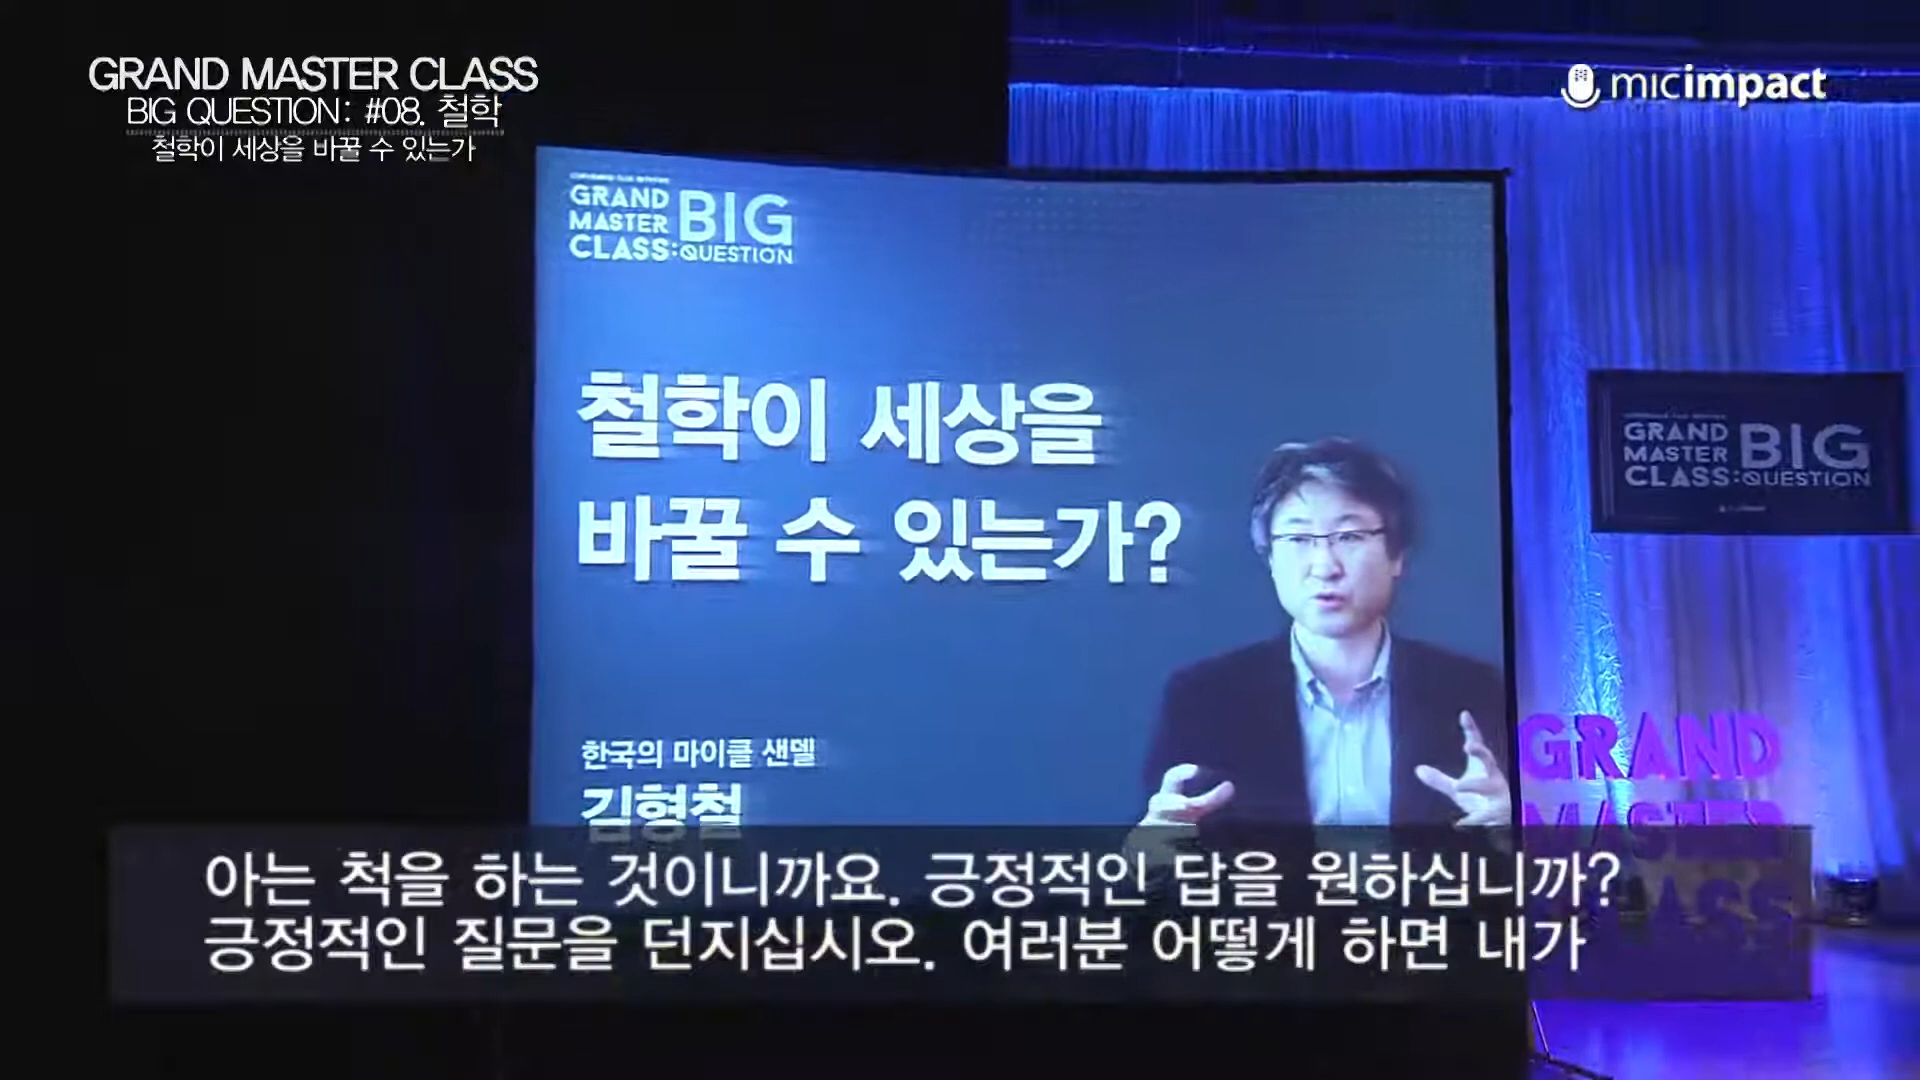 GRAND MASTER CLASS
BIG QUESTION: #08. 철학
철학이 세상을 바꿀 수 있는가
micimpact
GRAND
MASTER
CLASS:
BIG
QUESTION
철학이 세상을
바꿀 수 있는가?
한국의 마이클 샌델
김형철
GRAND
MASTER
CLASS:
BIG
QUESTION
GRAND
MASTER
CLASS
아는 척을 하는 것이니까요. 긍정적인 답을 원하십니까?
긍정적인 질문을 던지십시오. 여러분 어떻게 하면 내가